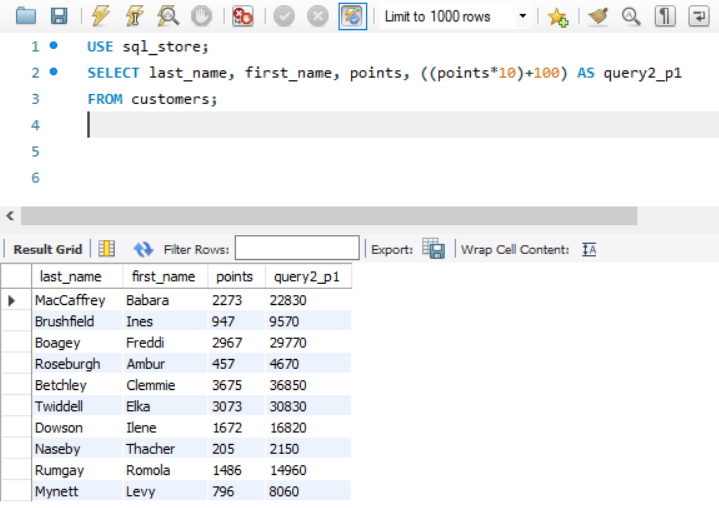 Limit to 1000 rows
1 USE sql_store;
2 SELECT last_name, first_name, points, ((points*10)+100) AS query2_p1
3 FROM customers;
4
5
6
Result Grid Filter Rows: Export: Wrap Cell Content:
last_name first_name points query2_p1
MacCaffrey Babara 2273 22830
Brushfield Ines 947 9570
Boagey Freddi 2967 29770
Roseburgh Ambur 457 4670
Betchley Clemmie 3675 36850
Twiddell Elka 3073 30830
Dowson Ilene 1672 16820
Naseby Thacher 205 2150
Rumgay Romola 1486 14960
Mynett Levy 796 8060